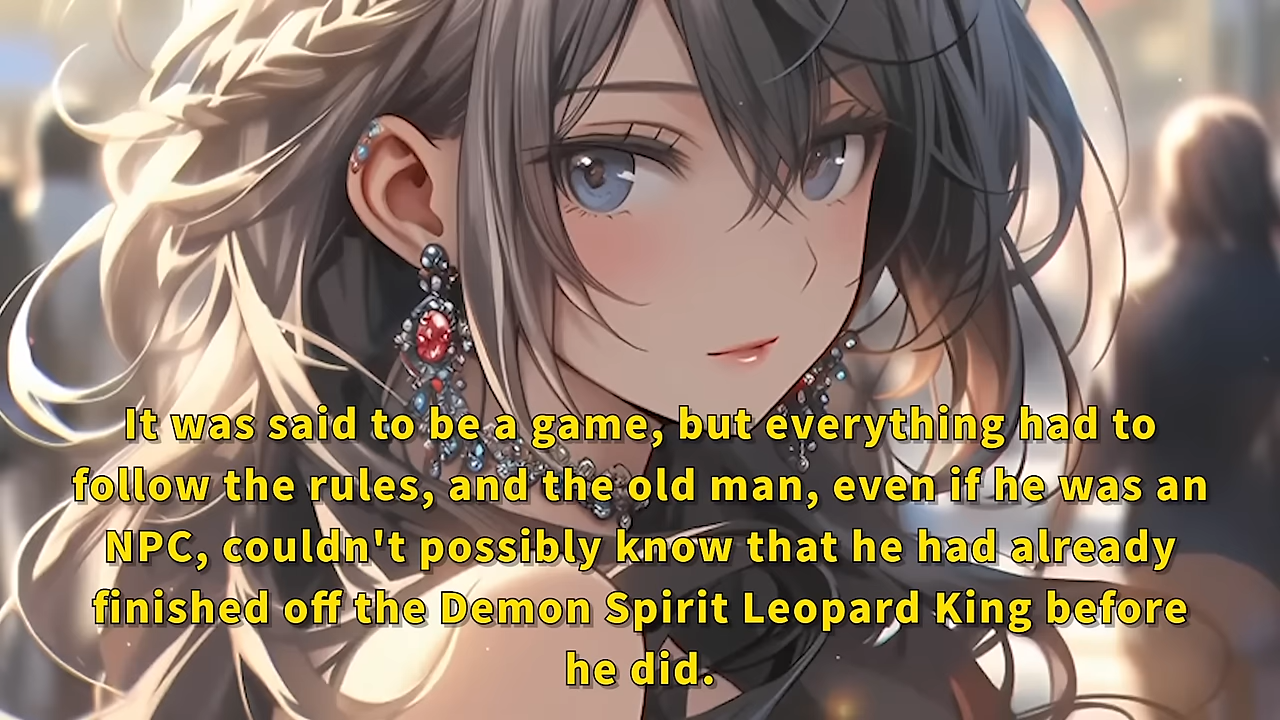 It was said to be a game, but everything had to
follow the rules, and the old man, even if he was an
NPC, couldn't possibly know that he had already
finished off the Demon Spirit Leopard King before
he did.